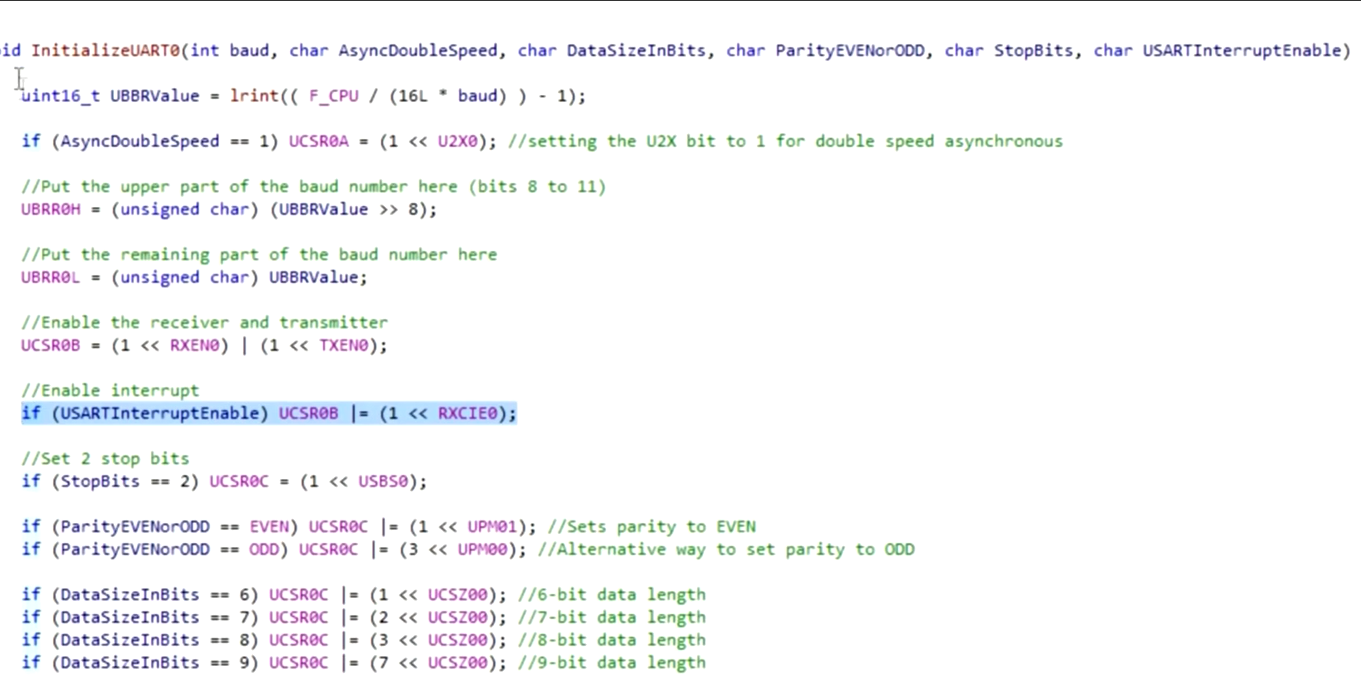 id InitializeUART0(int baud, char AsyncDoubleSpeed, char DataSizeInBits, char ParityEVENorODD, char StopBits, char USARTInterruptEnable)
uint16_t UBBRValue = lrint(( F_CPU / (16L * baud) ) - 1);
if (AsyncDoubleSpeed == 1) UCSR0A = (1 << U2X0); //setting the U2X bit to 1 for double speed asynchronous
//Put the upper part of the baud number here (bits 8 to 11)
UBRR0H = (unsigned char) (UBBRValue >> 8);
//Put the remaining part of the baud number here
UBRR0L = (unsigned char) UBBRValue;
//Enable the receiver and transmitter
UCSR0B = (1 << RXEN0) | (1 << TXEN0);
//Enable interrupt
if (USARTInterruptEnable) UCSR0B |= (1 << RXCIE0);
//Set 2 stop bits
if (StopBits == 2) UCSR0C = (1 << USBS0);
if (ParityEVENorODD == EVEN) UCSR0C |= (1 << UPM01); //Sets parity to EVEN
if (ParityEVENorODD == ODD) UCSR0C |= (3 << UPM00); //Alternative way to set parity to ODD
if (DataSizeInBits == 6) UCSR0C |= (1 << UCSZ00); //6-bit data length
if (DataSizeInBits == 7) UCSR0C |= (2 << UCSZ00); //7-bit data length
if (DataSizeInBits == 8) UCSR0C |= (3 << UCSZ00); //8-bit data length
if (DataSizeInBits == 9) UCSR0C |= (7 << UCSZ00); //9-bit data length